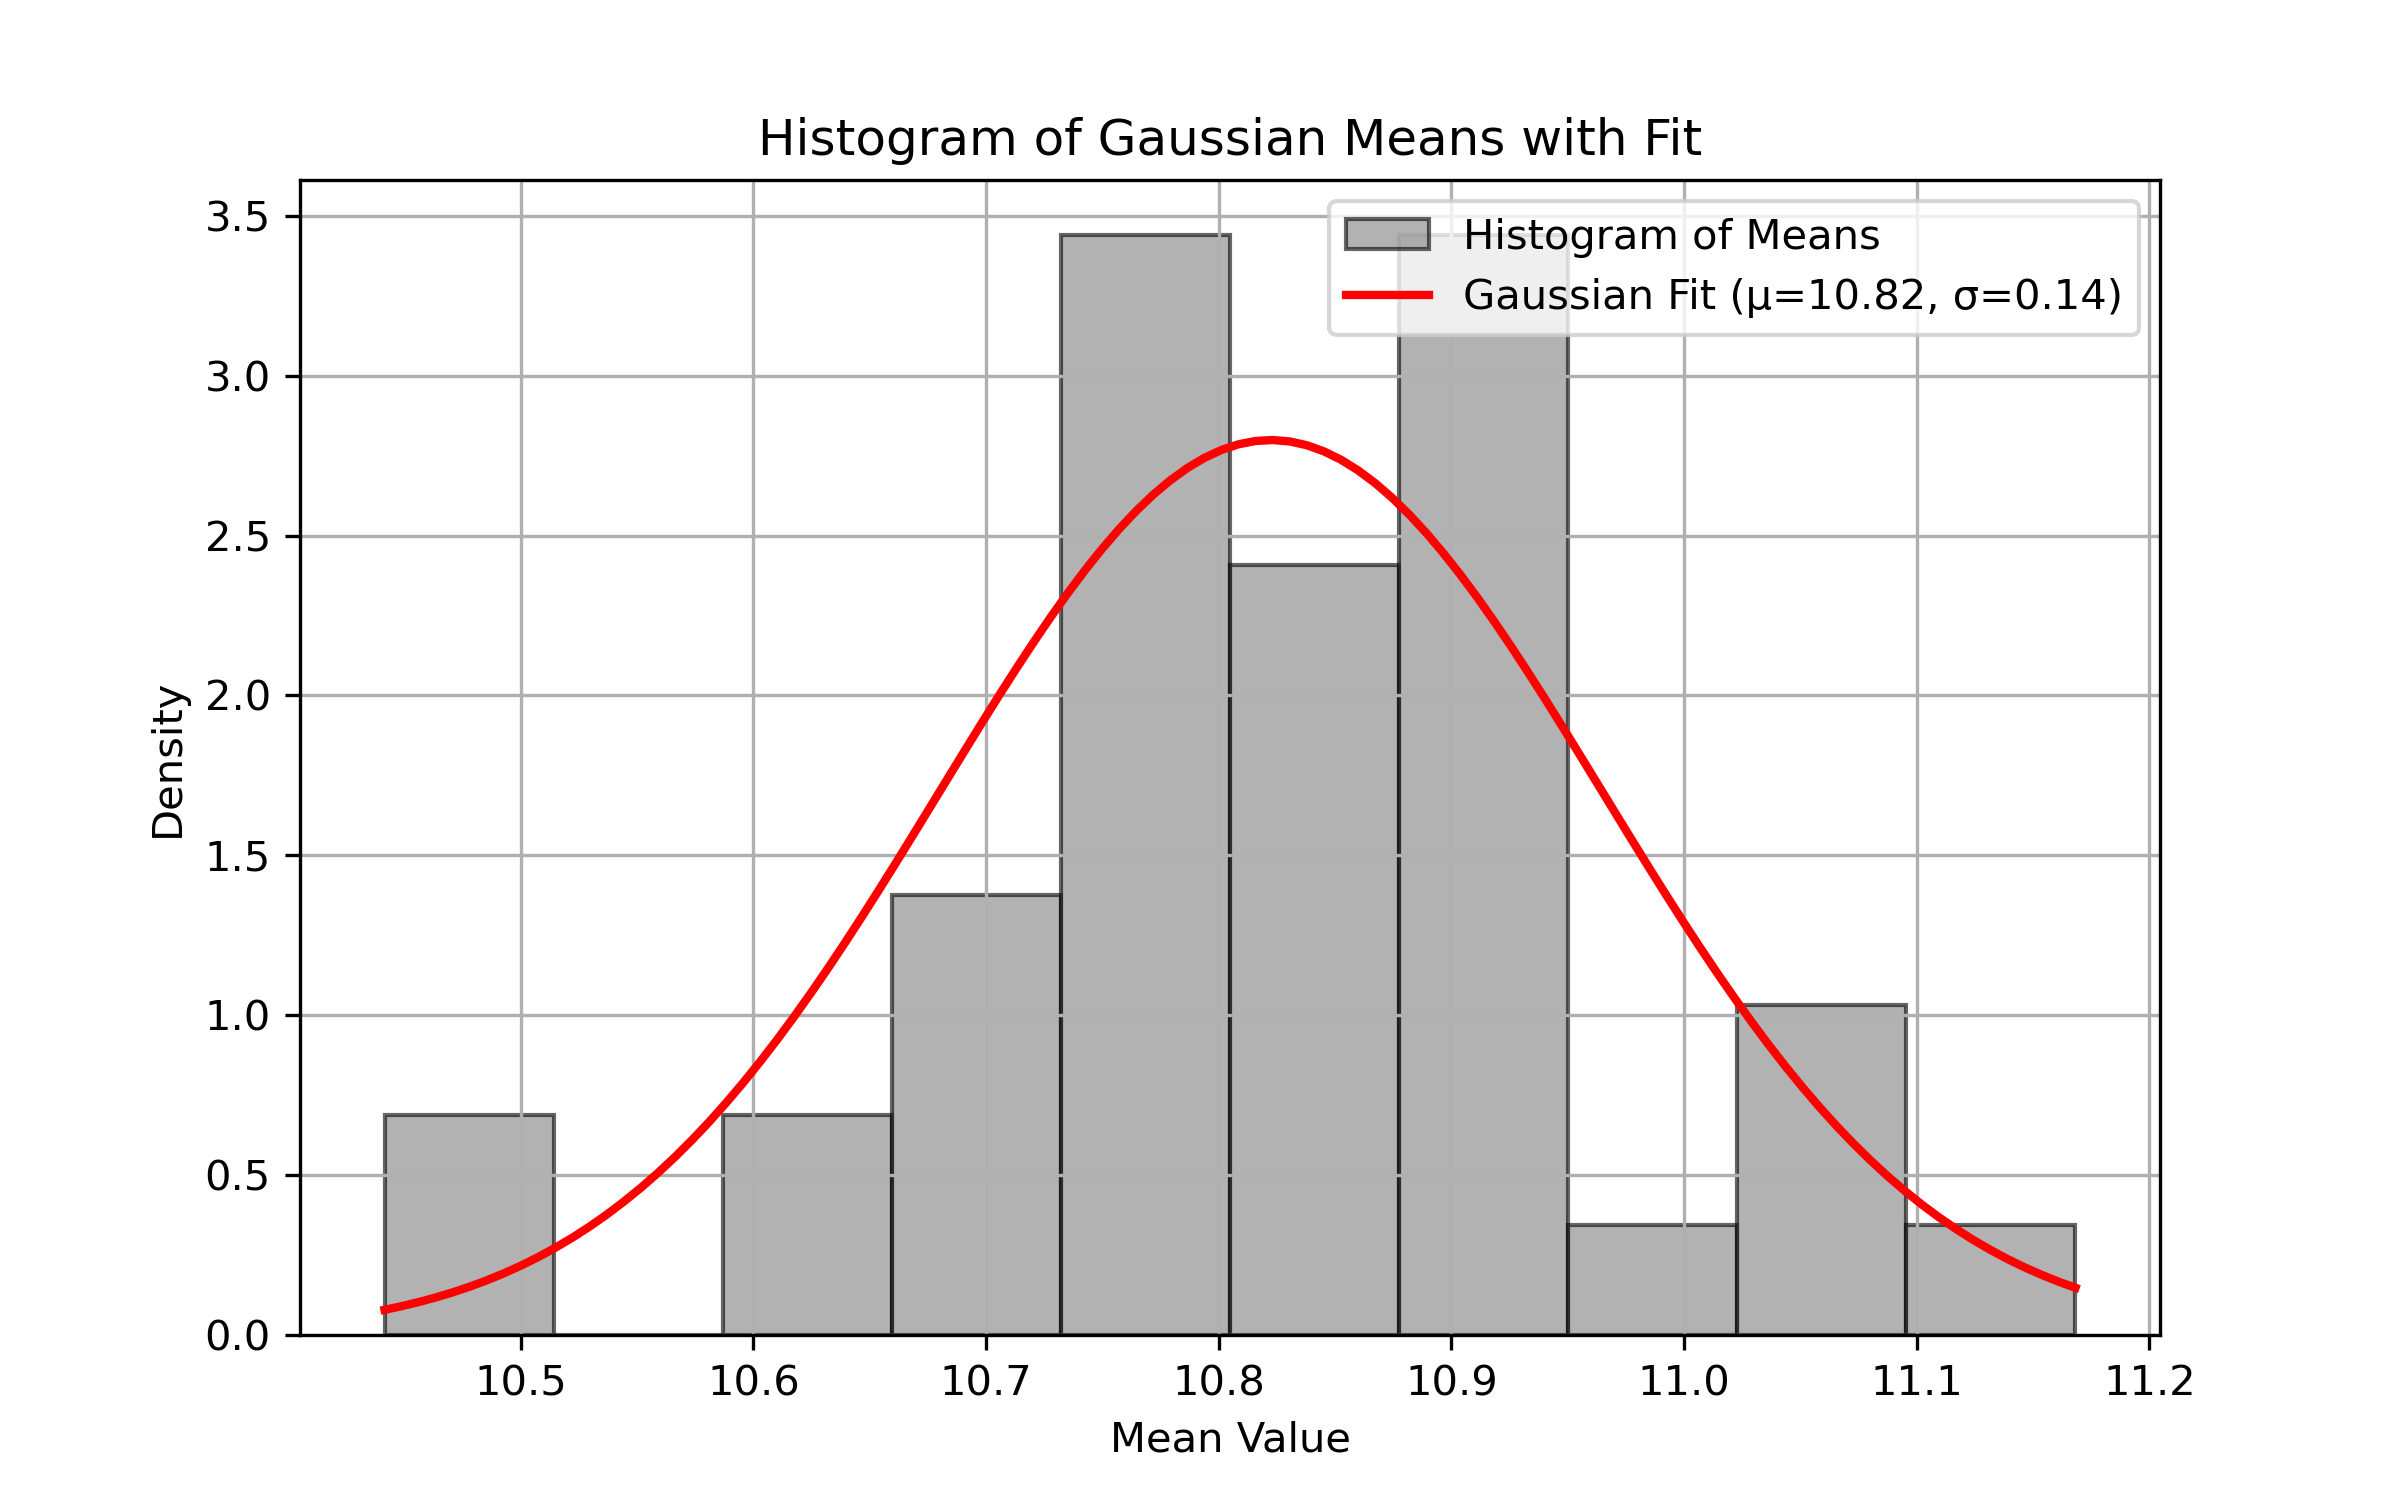 Histogram of Gaussian Means with Fit
Histogram of Means
Gaussian Fit (μ=10.82, σ=0.14)
Density
3.5
3.0
2.5
2.0
1.5
1.0
0.5
0.0
10.5 10.6 10.7 10.8 10.9 11.0 11.1 11.2
Mean Value